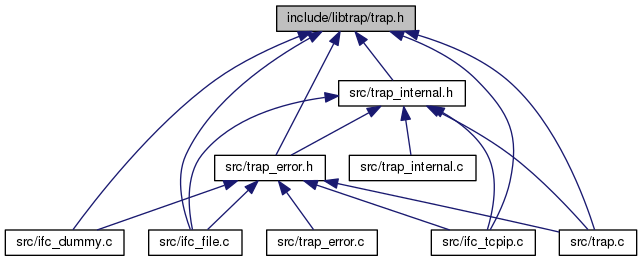 include/libtrap/trap.h
src/trap_internal.h
src/trap_error.h
src/trap_internal.c
src/ifc_dummy.c
src/ifc_file.c
src/trap_error.c
src/ifc_tcpip.c
src/trap.c